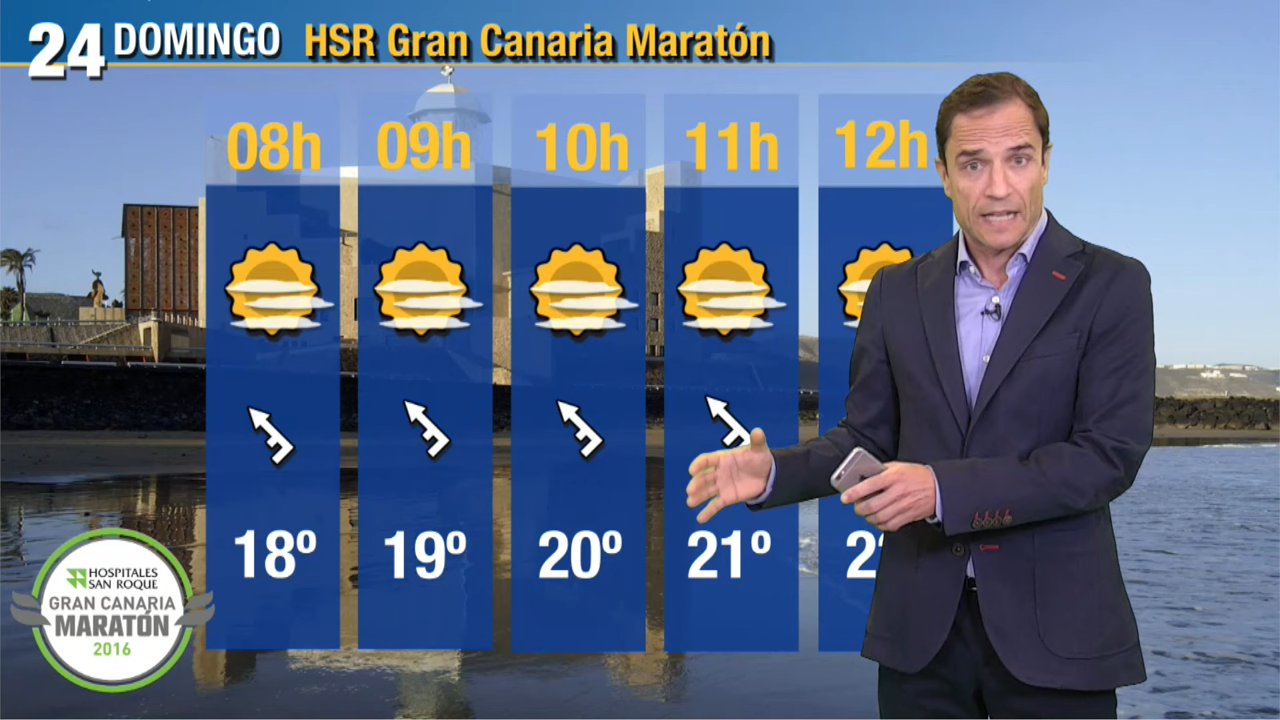 24 DOMINGO HSR Gran Canaria Maratón
08h 09h 10h 11h 12h
18º 19º 20º 21º
HOSPITALES
SAN ROQUE
GRAN CANARIA
MARATÓN
2016